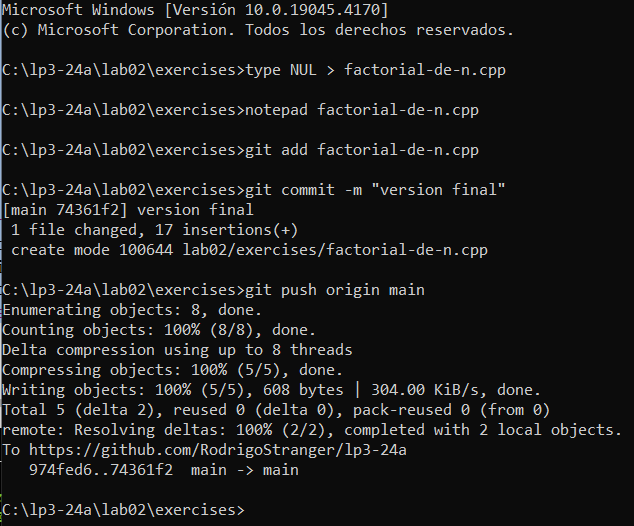 Microsoft Windows [Versión 10.0.19045.4170]
(c) Microsoft Corporation. Todos los derechos reservados.
C:\lp3-24a\lab02\exercises>type NUL > factorial-de-n.cpp
C:\lp3-24a\lab02\exercises>notepad factorial-de-n.cpp
C:\lp3-24a\lab02\exercises>git add factorial-de-n.cpp
C:\lp3-24a\lab02\exercises>git commit -m "version final"
[main 74361f2] version final
 1 file changed, 17 insertions(+)
 create mode 100644 lab02/exercises/factorial-de-n.cpp
C:\lp3-24a\lab02\exercises>git push origin main
Enumerating objects: 8, done.
Counting objects: 100% (8/8), done.
Delta compression using up to 8 threads
Compressing objects: 100% (5/5), done.
Writing objects: 100% (5/5), 608 bytes | 304.00 KiB/s, done.
Total 5 (delta 2), reused 0 (delta 0), pack-reused 0 (from 0)
remote: Resolving deltas: 100% (2/2), completed with 2 local objects.
To https://github.com/RodrigoStranger/lp3-24a
   974fed6..74361f2  main -> main
C:\lp3-24a\lab02\exercises>